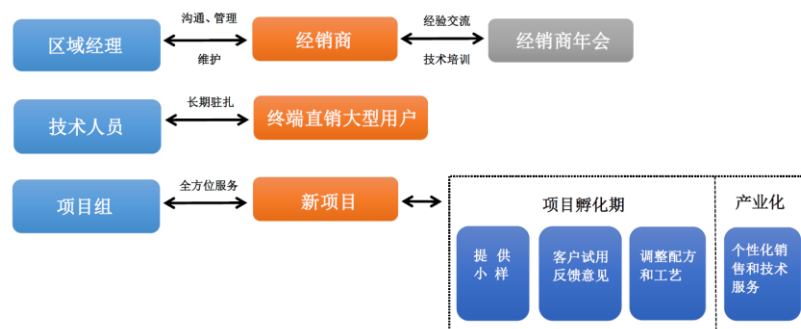 沟通、管理
经验交流
区域经理
经销商
经销商年会
维护
技术培训
长期驻扎
技术人员
终端直销大型用户
全方位服务
项目组
新项目
项目孵化期
产业化
提 供
小 样
客户试用
反馈意见
调整配方
和工艺
个性化销
售和技术
服务